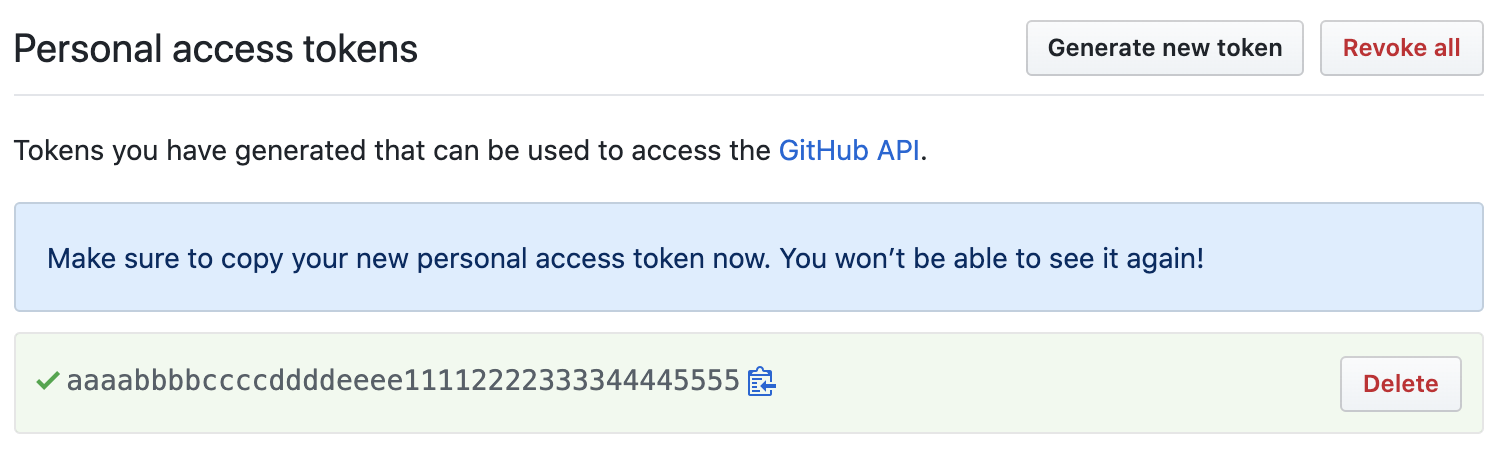 Personal access tokens
Generate new token
Revoke all
Tokens you have generated that can be used to access the GitHub API.
Make sure to copy your new personal access token now. You won’t be able to see it again!
aaaabbbbccccddddeeee11112222333344445555
Delete